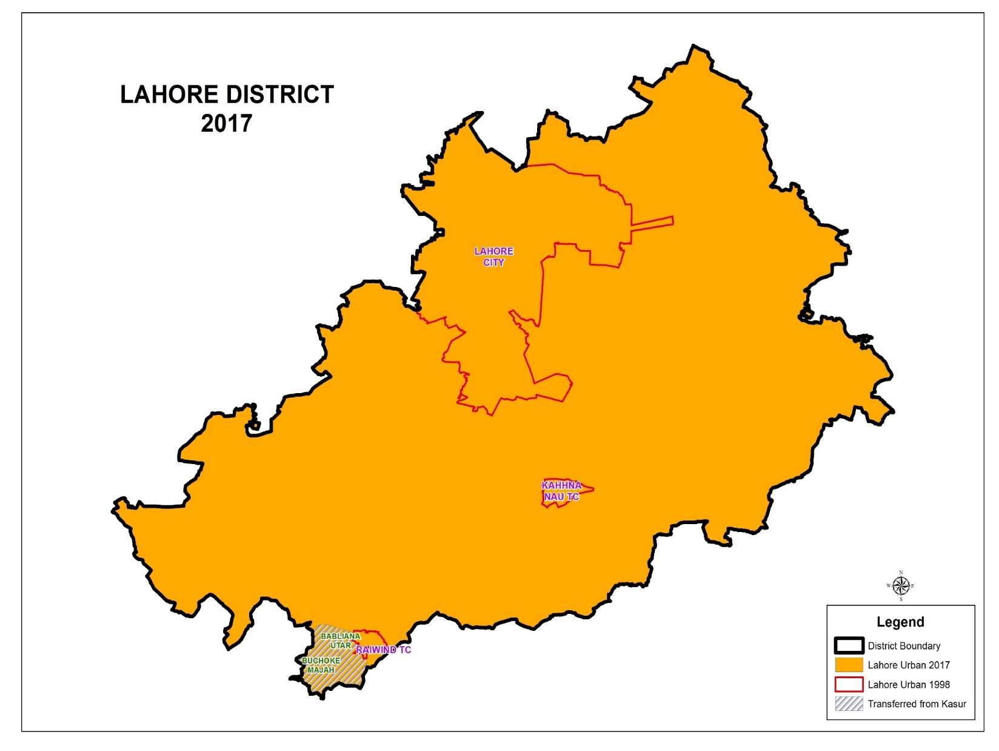 LAHORE DISTRICT
2017
LAHORE
CITY
KAHHNA
NAU TC
BABLIANA
UTAR
RAIWIND TC
BUCHOKE
MAJAH
N
W E
S
Legend
District Boundary
Lahore Urban 2017
Lahore Urban 1998
Transferred from Kasur